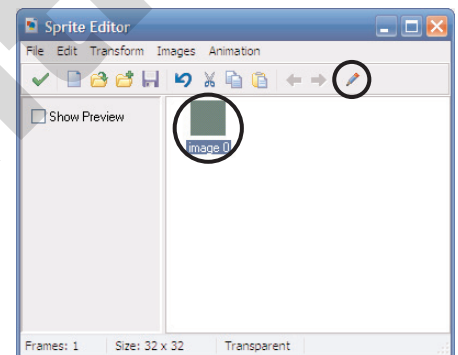 Sprite Editor
File Edit Transform Images Animation
Show Preview
image 0
Frames: 1 Size: 32 x 32 Transparent